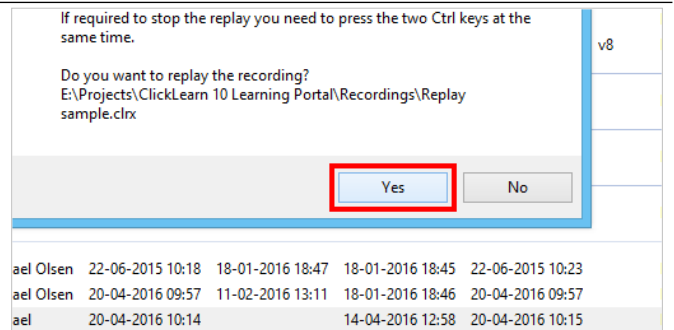 If required to stop the replay you need to press the two Ctrl keys at the
same time.
v8
Do you want to replay the recording?
E:\Projects\ClickLearn 10 Learning Portal\Recordings\Replay
sample.clrx
Yes No
ael Olsen 22-06-2015 10:18 18-01-2016 18:47 18-01-2016 18:45 22-06-2015 10:23
ael Olsen 20-04-2016 09:57 11-02-2016 13:11 18-01-2016 18:46 20-04-2016 09:57
ael 20-04-2016 10:14 14-04-2016 12:58 20-04-2016 10:15